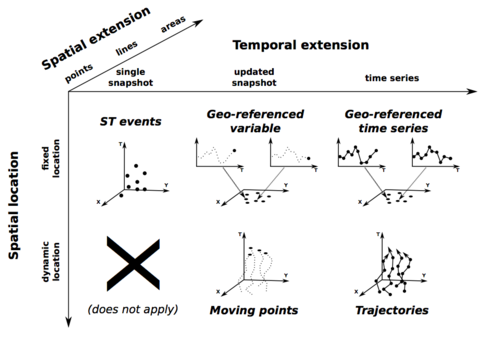 Spatial extension
points
lines
areas
Temporal extension
single
snapshot
updated
snapshot
time series
Spatial location
fixed
location
dynamic
location
ST events
T
X
Y
Geo-referenced
variable
T
T
X
Y
Geo-referenced
time series
T
T
X
Y
(does not apply)
T
X
Y
Moving points
T
X
Y
Trajectories